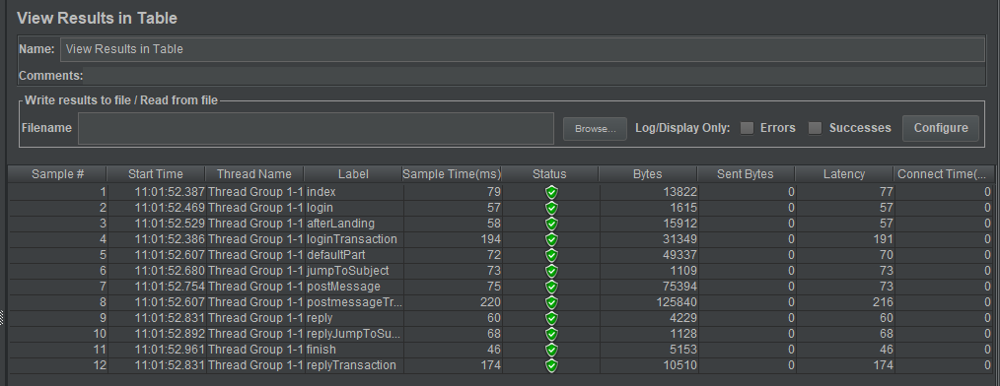 View Results in Table
Name: View Results in Table
Comments:
Write results to file / Read from file
Filename Browse... Log/Display Only: Errors Successes Configure
Sample # Start Time Thread Name Label Sample Time(ms) Status Bytes Sent Bytes Latency Connect Time(...
1 11:01:52.387 Thread Group 1-1 index 79 13822 0 77 0
2 11:01:52.469 Thread Group 1-1 login 57 1615 0 57 0
3 11:01:52.529 Thread Group 1-1 afterLanding 58 15912 0 57 0
4 11:01:52.386 Thread Group 1-1 loginTransaction 194 31349 0 191 0
5 11:01:52.607 Thread Group 1-1 defaultPart 72 49337 0 70 0
6 11:01:52.680 Thread Group 1-1 jumpToSubject 73 1109 0 73 0
7 11:01:52.754 Thread Group 1-1 postMessage 75 75394 0 73 0
8 11:01:52.607 Thread Group 1-1 postmessageTr... 220 125840 0 216 0
9 11:01:52.831 Thread Group 1-1 reply 60 4229 0 60 0
10 11:01:52.892 Thread Group 1-1 replyJumpToSu... 68 1128 0 68 0
11 11:01:52.961 Thread Group 1-1 finish 46 5153 0 46 0
12 11:01:52.831 Thread Group 1-1 replyTransaction 174 10510 0 174 0